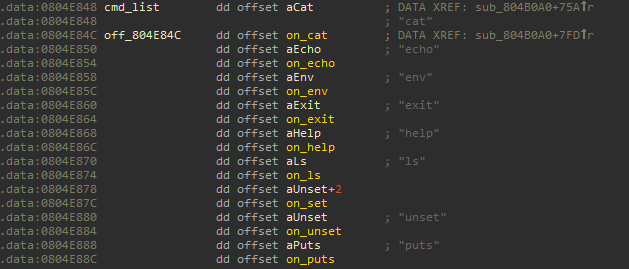 .data:0804E848 cmd_list dd offset aCat ; DATA XREF: sub_804B0A0+75A↑r
.data:0804E848 ; "cat"
.data:0804E84C off_804E84C dd offset on_cat ; DATA XREF: sub_804B0A0+7FD↑r
.data:0804E850 dd offset aEcho ; "echo"
.data:0804E854 dd offset on_echo
.data:0804E858 dd offset aEnv ; "env"
.data:0804E85C dd offset on_env
.data:0804E860 dd offset aExit ; "exit"
.data:0804E864 dd offset on_exit
.data:0804E868 dd offset aHelp ; "help"
.data:0804E86C dd offset on_help
.data:0804E870 dd offset aLs ; "ls"
.data:0804E874 dd offset on_ls
.data:0804E878 dd offset aUnset+2
.data:0804E87C dd offset on_set
.data:0804E880 dd offset aUnset ; "unset"
.data:0804E884 dd offset on_unset
.data:0804E888 dd offset aPuts ; "puts"
.data:0804E88C dd offset on_puts